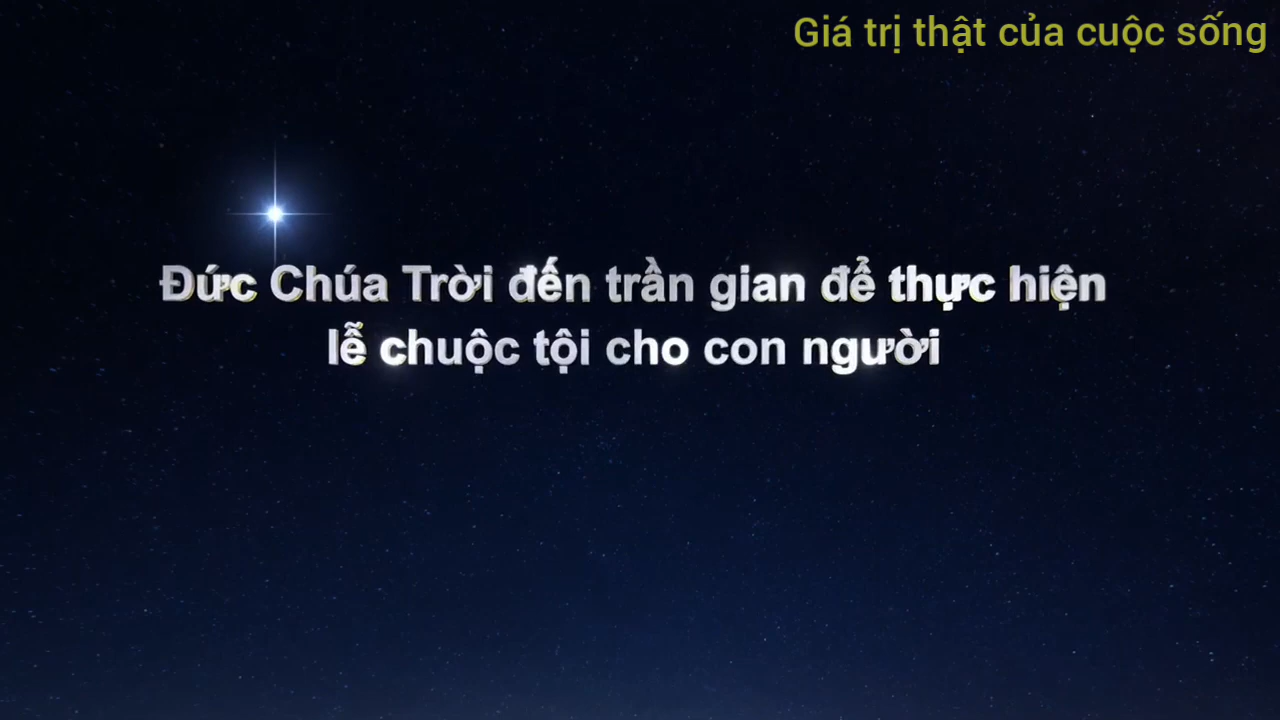 Giá trị thật của cuộc sống
Đức Chúa Trời đến trần gian để thực hiện
lễ chuộc tội cho con người